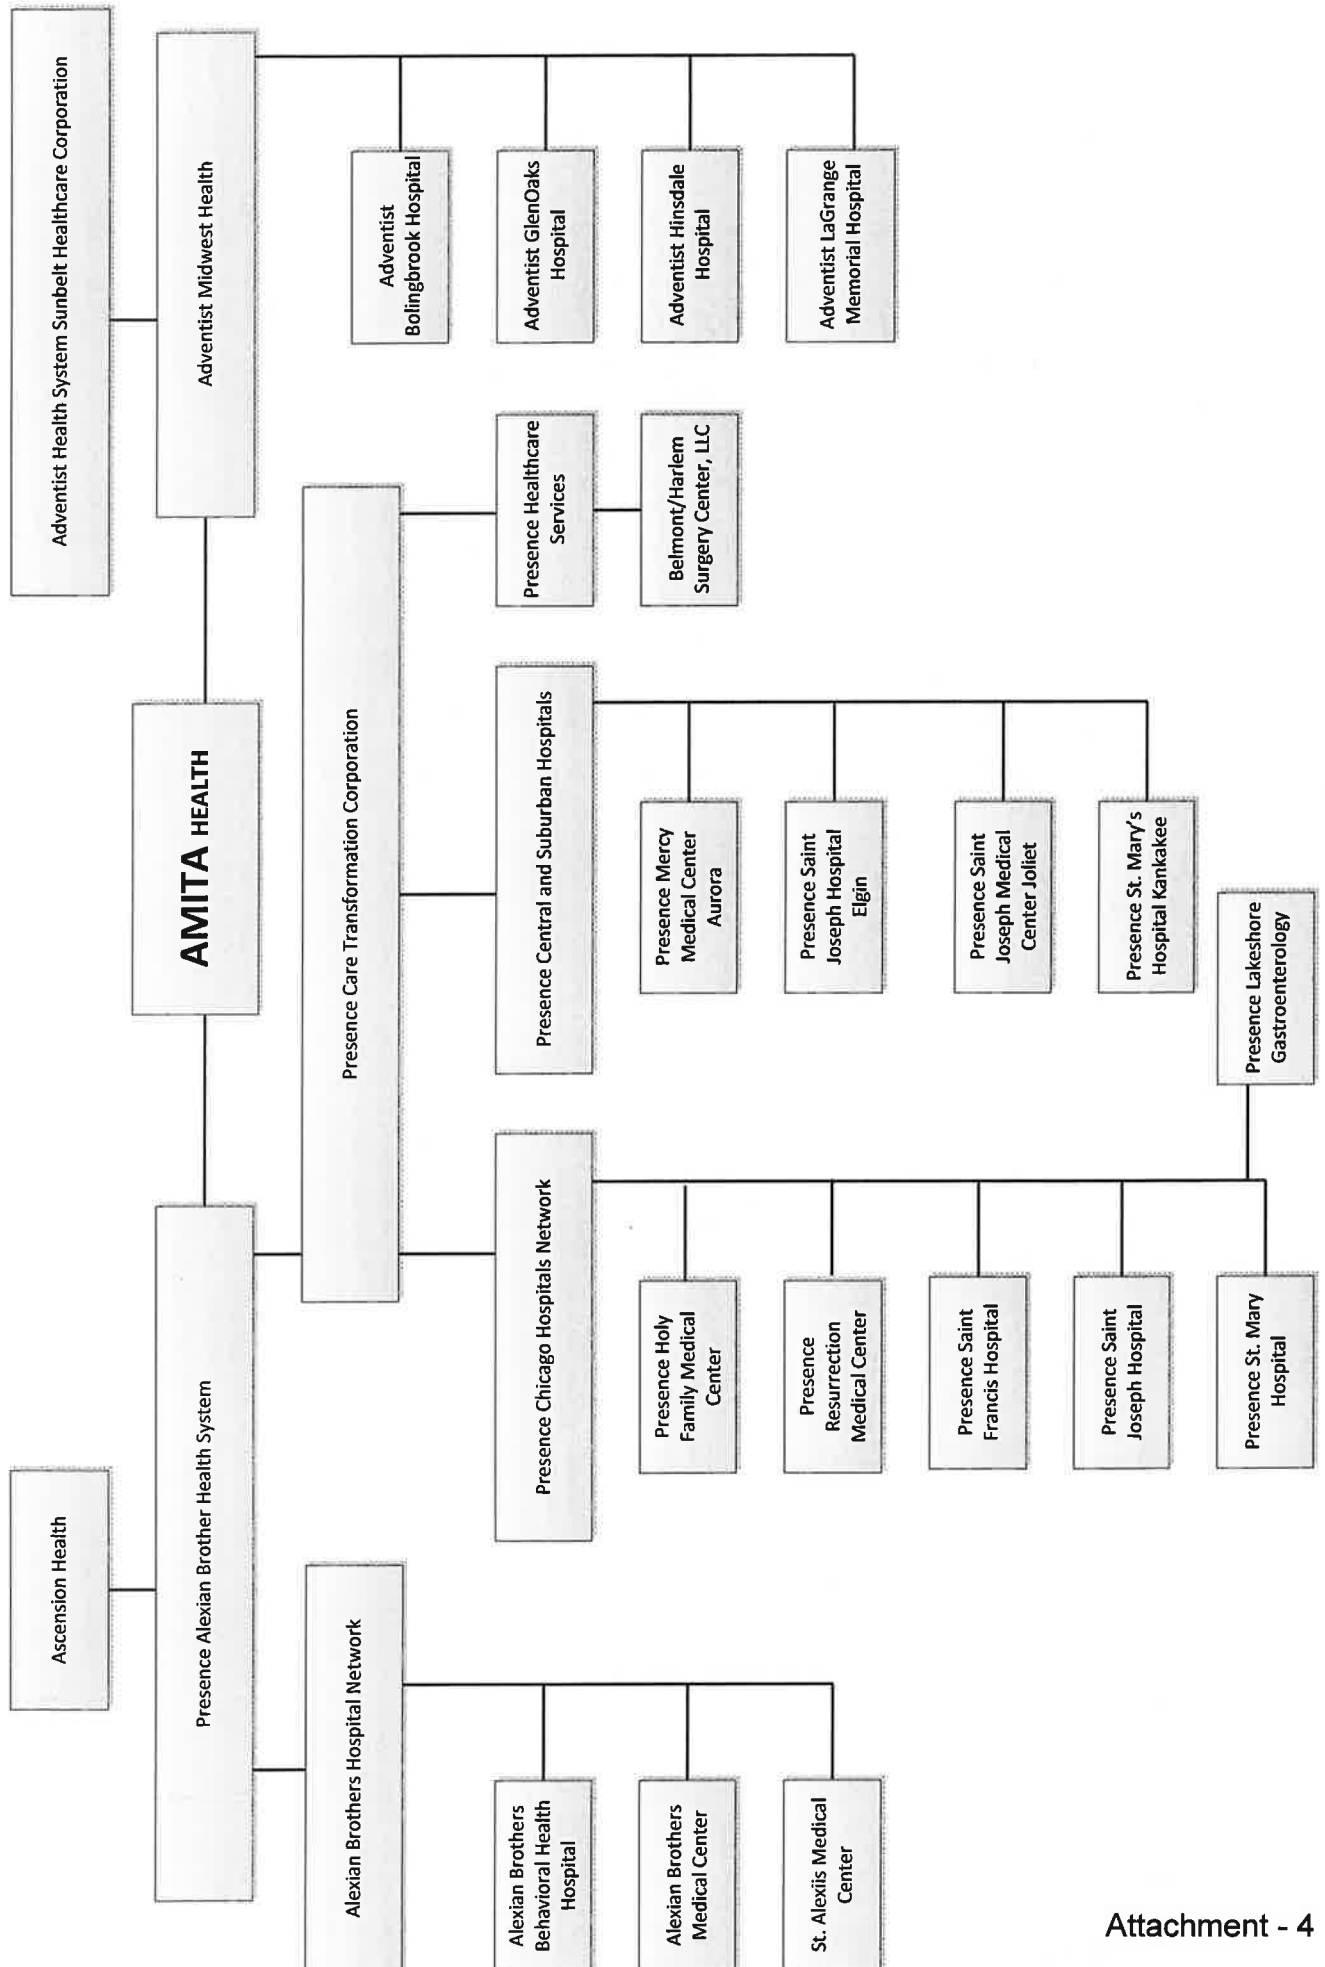 Ascension Health
Adventist Health System Sunbelt Healthcare Corporation
Presence Alexian Brother Health System
AMITA HEALTH
Adventist Midwest Health
Alexian Brothers Hospital Network
Presence Care Transformation Corporation
Alexian Brothers
Behavioral Health
Hospital
Alexian Brothers
Medical Center
St. Alexiis Medical
Center
Presence Chicago Hospitals Network
Presence Holy
Family Medical
Center
Presence
Resurrection
Medical Center
Presence Saint
Francis Hospital
Presence Saint
Joseph Hospital
Presence St. Mary
Hospital
Presence Lakeshore
Gastroenterology
Presence Central and Suburban Hospitals
Presence Mercy
Medical Center
Aurora
Presence Saint
Joseph Hospital
Elgin
Presence Saint
Joseph Medical
Center Joliet
Presence St. Mary's
Hospital Kankakee
Presence Healthcare
Services
Belmont/Harlem
Surgery Center, LLC
Adventist
Bolingbrook Hospital
Adventist GlenOaks
Hospital
Adventist Hinsdale
Hospital
Adventist LaGrange
Memorial Hospital
Attachment - 4